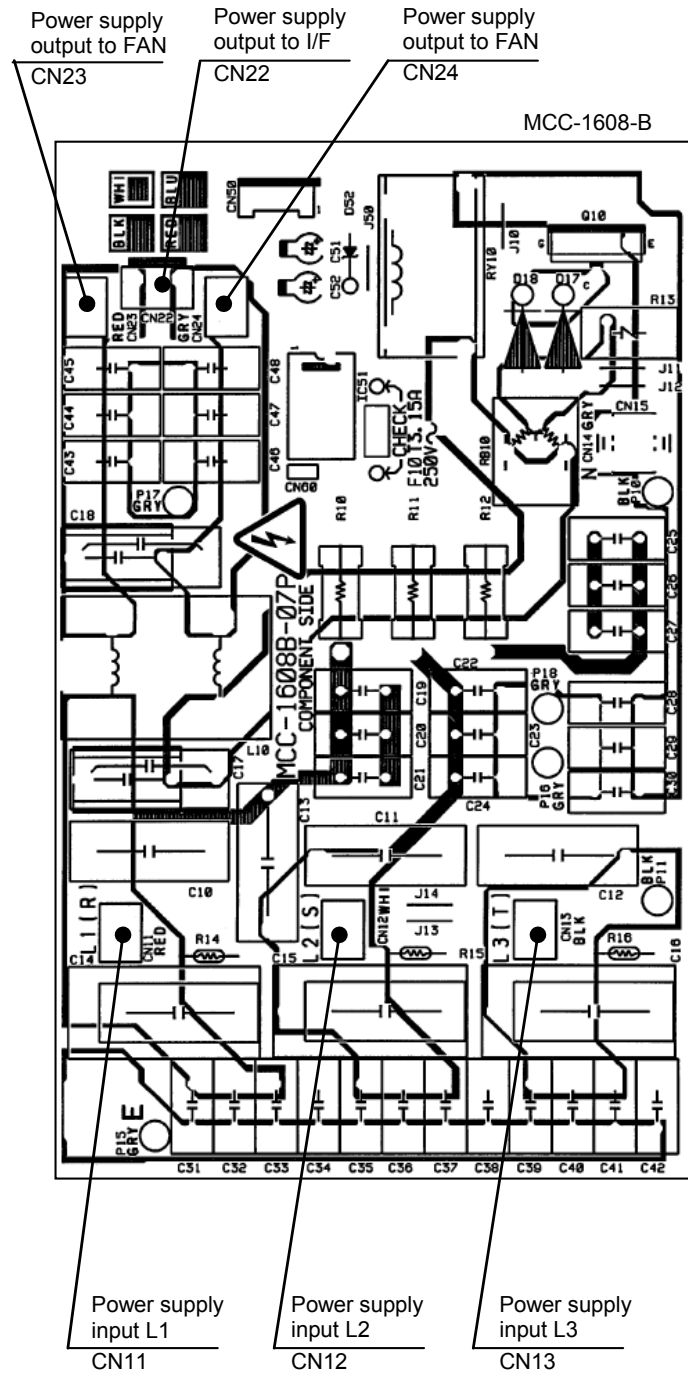 Power supply
output to FAN
CN23
Power supply
output to I/F
CN22
Power supply
output to FAN
CN24
MCC-1608-B
WHI
BLU
BLK
RED
CN50
D52
J50
C51
C52
RY10
J10
Q10
G
E
C
D18
D17
R13
RED
CN23
CN22
GRY
CN24
C45
C48
C44
C47
C43
C46
IC51
1
CHECK
F10T3.15A
250V
CN60
J11
J12
CN15
RB10
N
CN14
GRY
BLK
P10
P17
GRY
C18
R10
R11
R12
C25
C26
C27
MCC-1608B-07P
COMPONENT SIDE
L10
C17
C19
C20
C21
C22
C23
C24
P18
GRY
P16
GRY
C28
C29
C30
C13
C10
C11
C12
BLK
P11
L1(R)
CN11
RED
R14
C14
L2(S)
CN12
WHI
J14
J13
R15
C15
L3(T)
CN13
BLK
R16
C16
P15
GRY
E
C31
C32
C33
C34
C35
C36
C37
C38
C39
C40
C41
C42
Power supply
input L1
CN11
Power supply
input L2
CN12
Power supply
input L3
CN13